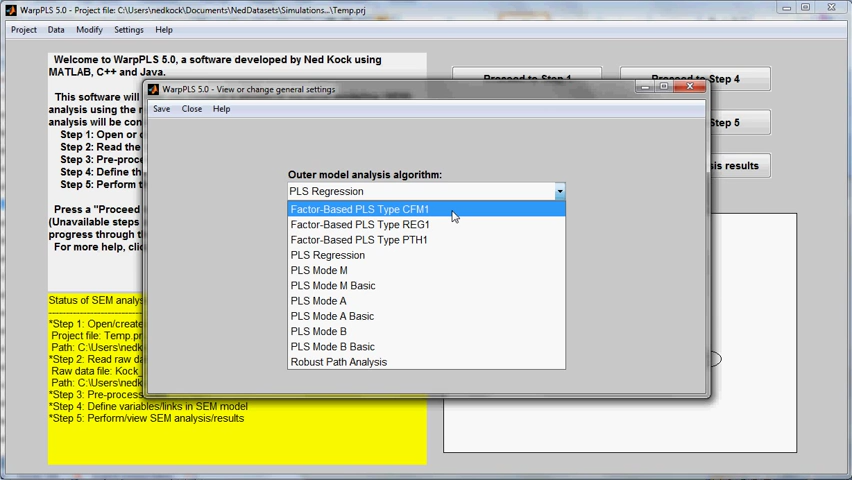 WarpPLS 5.0 - Project file: C:\Users\nedkock\Documents\NedDatasets\Simulations...\Temp.prj
Project Data Modify Settings Help
Welcome to WarpPLS 5.0, a software developed by Ned Kock using
MATLAB, C++ and Java.
Proceed to Step 1
Step 4
This software will
analysis using the
analysis will be con
Step 1: Open or c
Step 2: Read the
Step 3: Pre-proce
Step 4: Define the
Step 5: Perform t
Step 5
sis results
Press a "Proceed
(Unavailable steps
progress through th
For more help, clic
WarpPLS 5.0 - View or change general settings
Save Close Help
Outer model analysis algorithm:
PLS Regression
Factor-Based PLS Type CFM1
Factor-Based PLS Type REG1
Factor-Based PLS Type PTH1
PLS Regression
PLS Mode M
PLS Mode M Basic
PLS Mode A
PLS Mode A Basic
PLS Mode B
PLS Mode B Basic
Robust Path Analysis
Status of SEM analys
*Step 1: Open/create
Project file: Temp.prj
Path: C:\Users\nedk
*Step 2: Read raw da
Raw data file: Kock_
Path: C:\Users\nedk
*Step 3: Pre-process
*Step 4: Define variables/links in SEM model
*Step 5: Perform/view SEM analysis/results